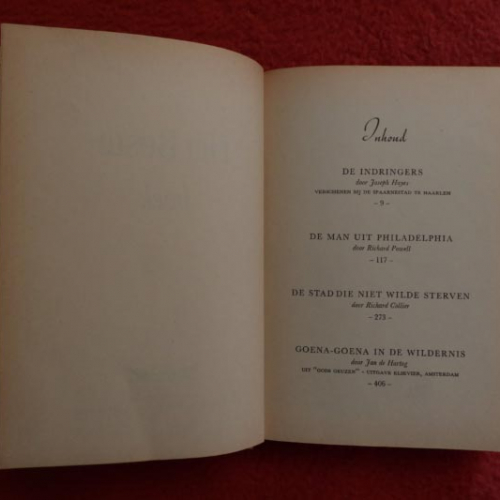 Inhoud
DE INDRINGERS
door Joseph Hayes
VERSCHENEN BIJ DE SPAARNESTAD TE HAARLEM
– 9 –
DE MAN UIT PHILADELPHIA
door Richard Powell
– 117 –
DE STAD DIE NIET WILDE STERVEN
door Richard Collier
– 273 –
GOENA-GOENA IN DE WILDERNIS
door Jan de Hartog
UIT - UITGAVE ELSEVIER, AMSTERDAM
– 406 –